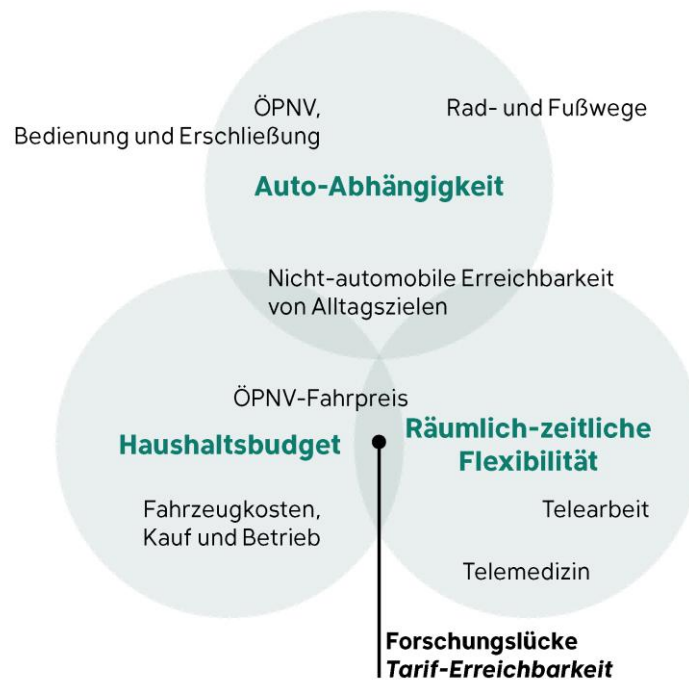 ÖPNV,
Bedienung und Erschließung
Rad- und Fußwege
Auto-Abhängigkeit
Nicht-automobile Erreichbarkeit
von Alltagszielen
ÖPNV-Fahrpreis
Haushaltsbudget
Räumlich-zeitliche
Flexibilität
Fahrzeugkosten,
Kauf und Betrieb
Telearbeit
Telemedizin
Forschungslücke
Tarif-Erreichbarkeit